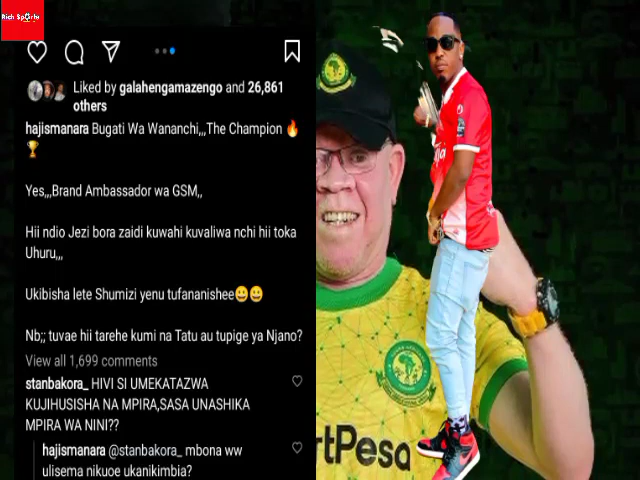 Rich Sports
Liked by galahengamazengo and 26,861
others
hajismanara Bugati Wa Wananchi,,,The Champion 🔥
🏆
Yes,,,Brand Ambassador wa GSM,,
Hii ndio Jezi bora zaidi kuwahi kuvaliwa nchi hii toka
Uhuru,,,
Ukibisha lete Shumizi yenu tufananishee😀😀
Nb;; tuvae hii tarehe kumi na Tatu au tupige ya Njano?
View all 1,699 comments
stanbakora_ HIVI SI UMEKATAZWA
KUJIHUSISHA NA MPIRA,SASA UNASHIKA
MPIRA WA NINI??
hajismanara @stanbakora_ mbona ww
ulisema nikuoe ukanikimbia?
rtPesa